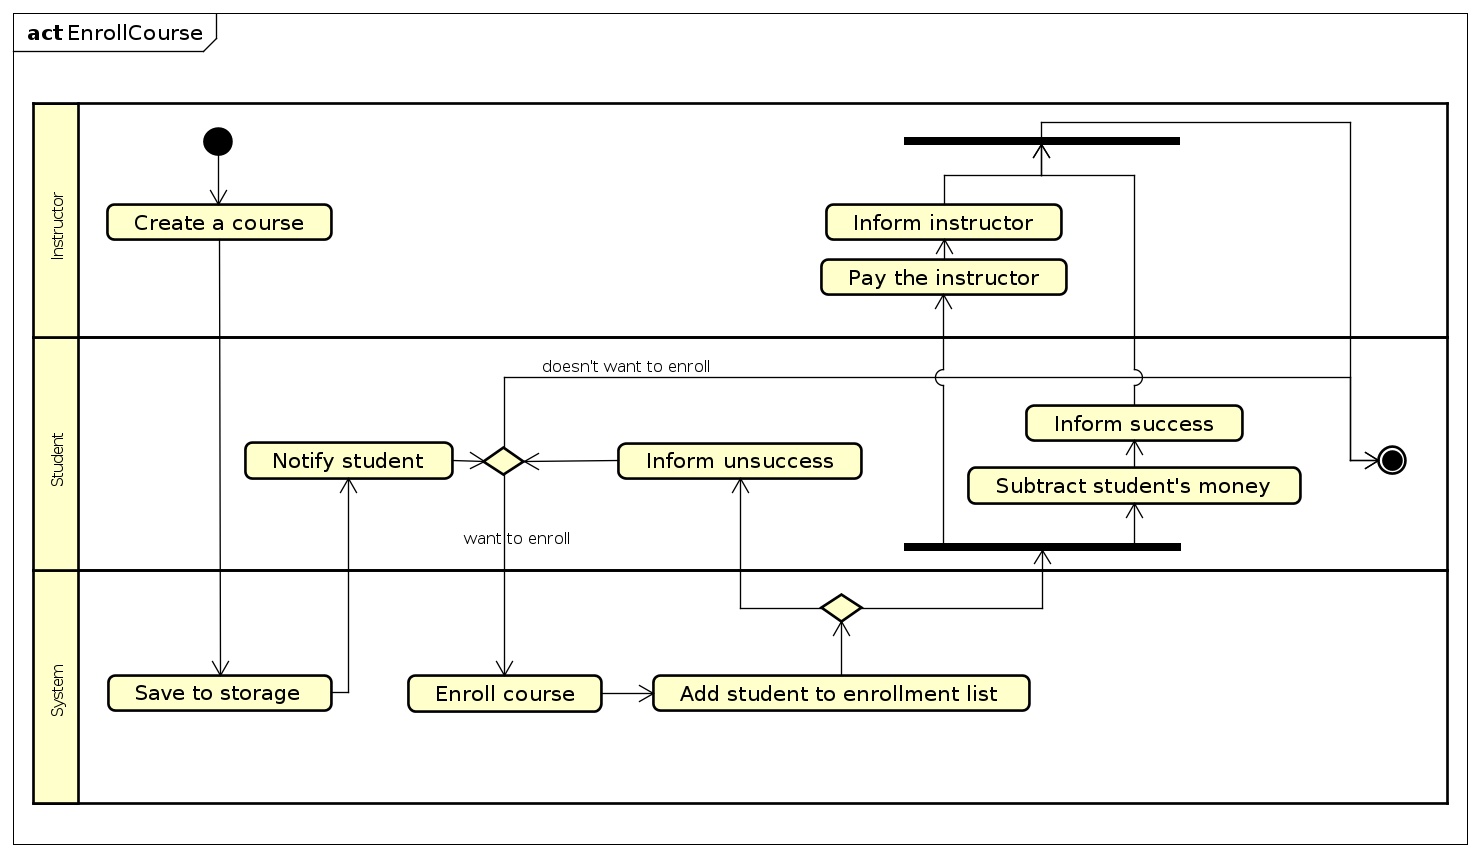 act EnrollCourse
Instructor
Create a course
Inform instructor
Pay the instructor
Student
doesn't want to enroll
Inform success
Notify student
Inform unsuccess
Subtract student's money
want to enroll
System
Save to storage
Enroll course
Add student to enrollment list